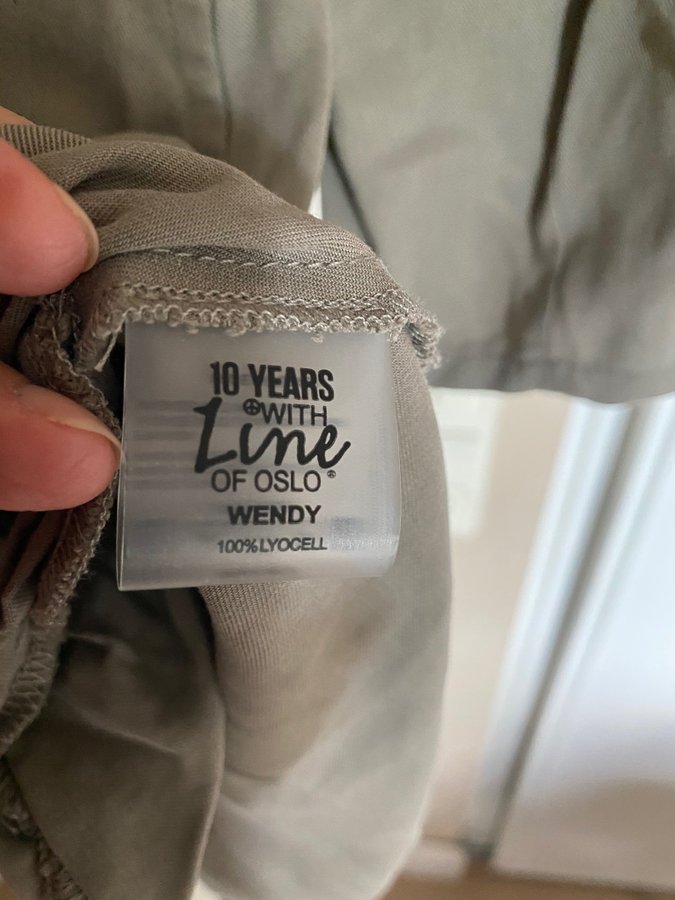 10 YEARS
WITH
Line
OF OSLO®
WENDY
100% LYOCELL